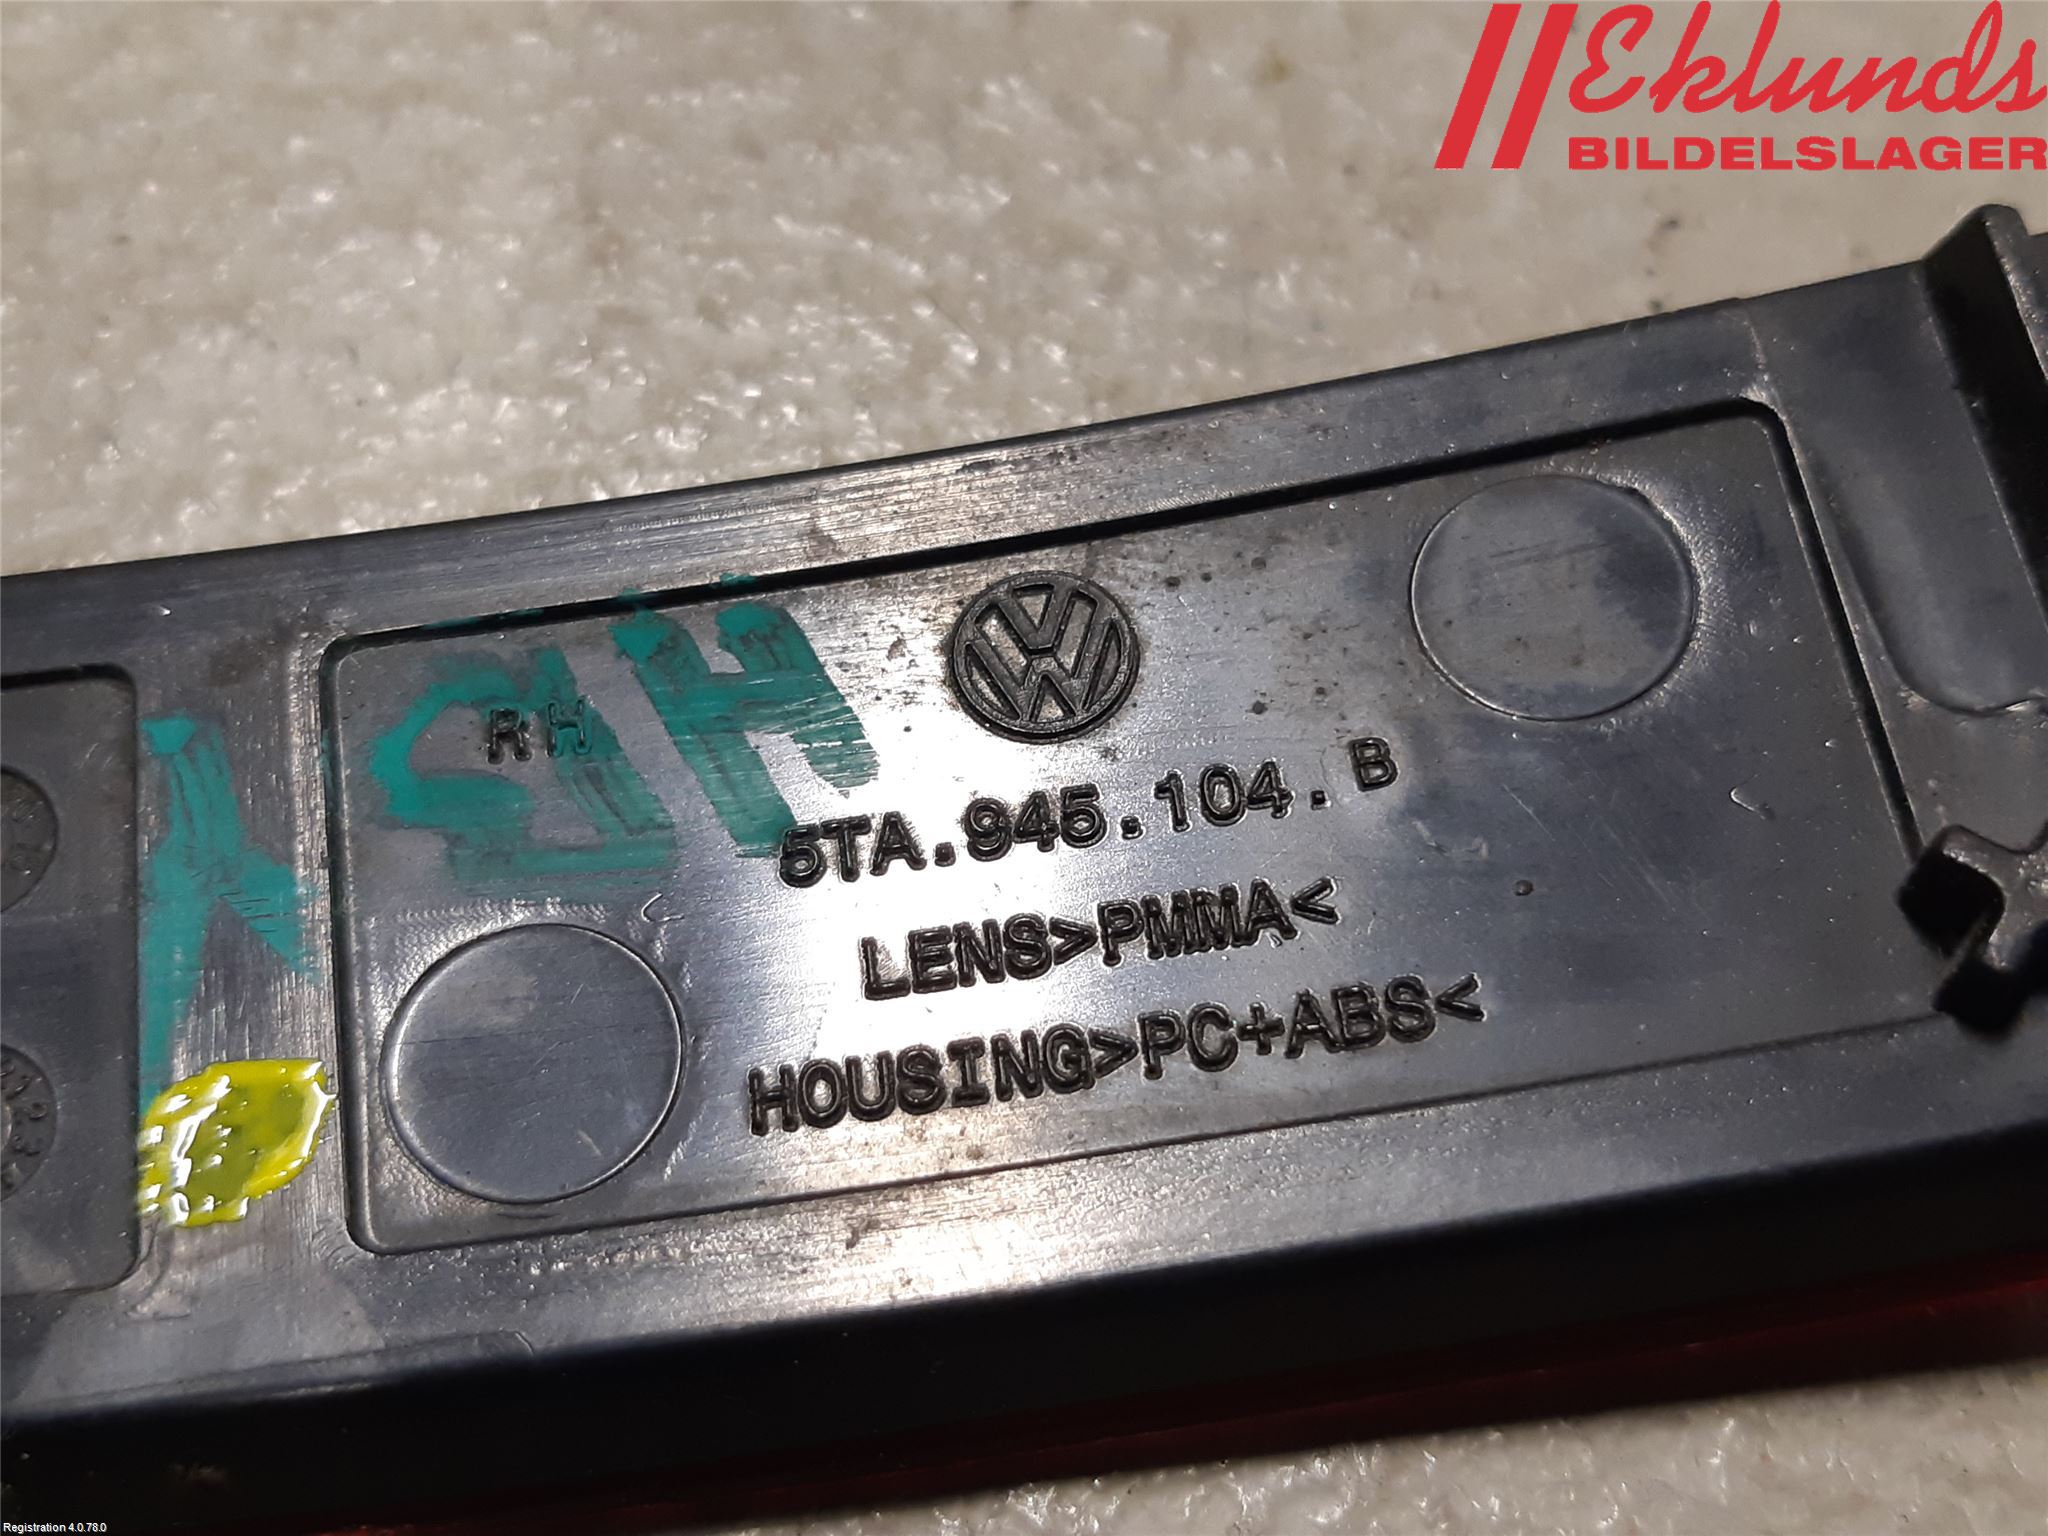 Eklunds
BILDELSLAGER
RH
5TA.945.104.B
LENS>PMMA<
HOUSING>PC+ABS<
Registration 4.0.78.0